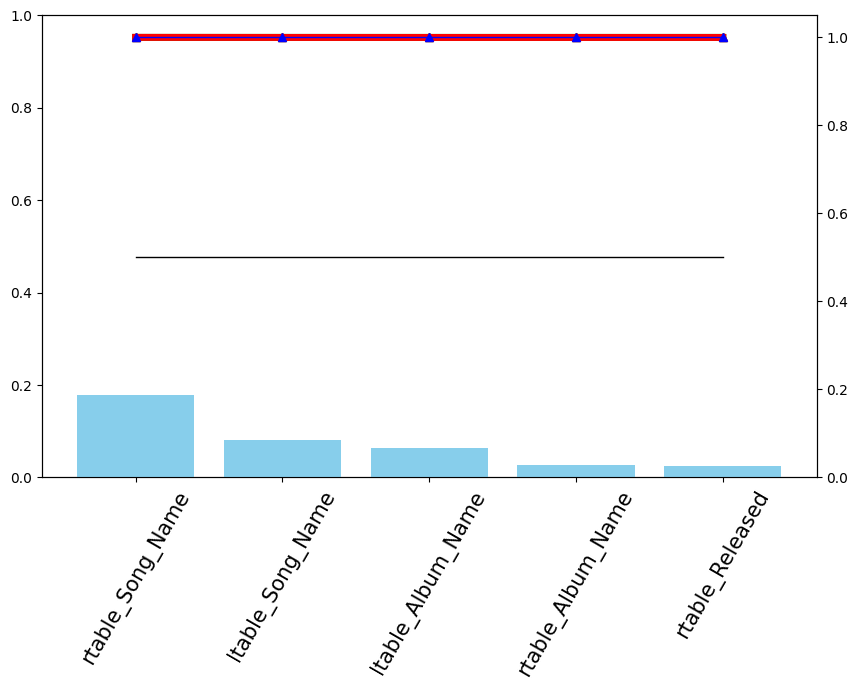 1.0
0.8
0.6
0.4
0.2
0.0
1.0
0.8
0.6
0.4
0.2
0.0
rtable_Song_Name
ltable_Song_Name
ltable_Album_Name
rtable_Album_Name
rtable_Released